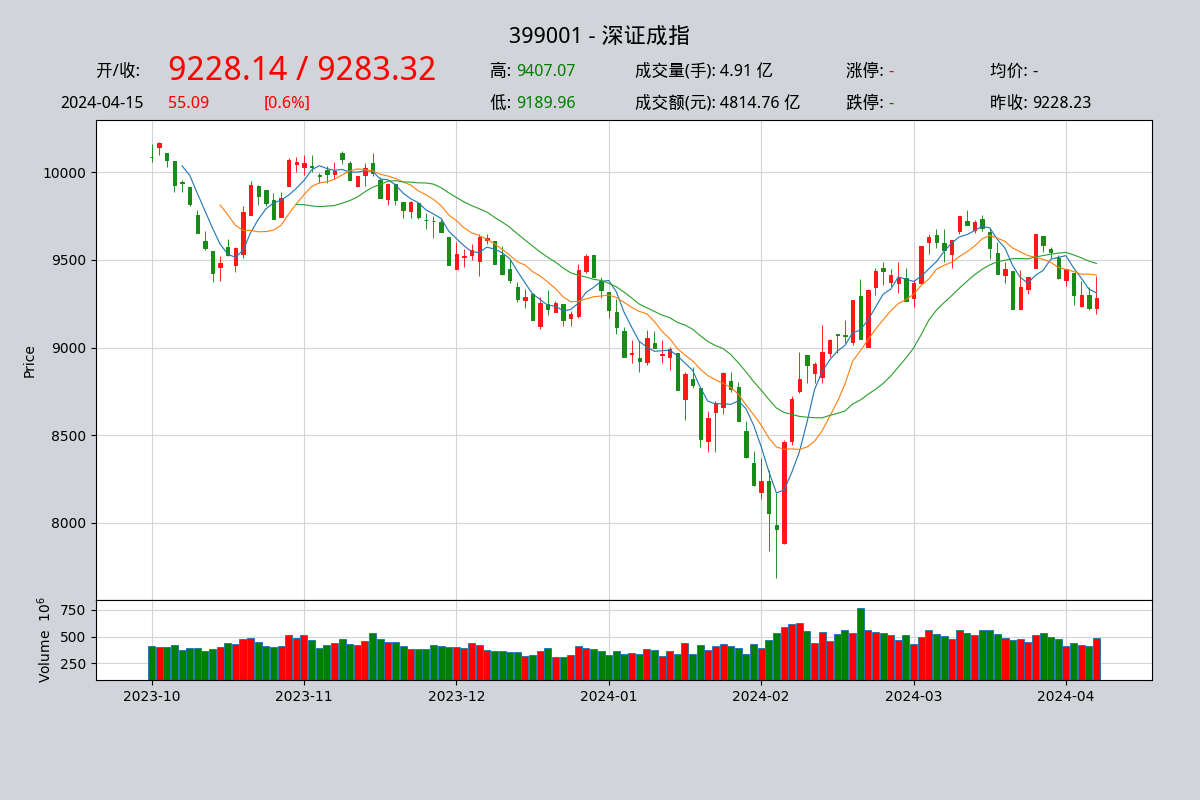 399001 - 深证成指
开/收: 9228.14 / 9283.32 高: 9407.07 成交量(手): 4.91 亿 涨停: - 均价: -
2024-04-15 55.09 [0.6%] 低: 9189.96 成交额(元): 4814.76 亿 跌停: - 昨收: 9228.23
10000
9500
9000
8500
8000
Price
750
500
250
Volume 10^6
2023-10 2023-11 2023-12 2024-01 2024-02 2024-03 2024-04